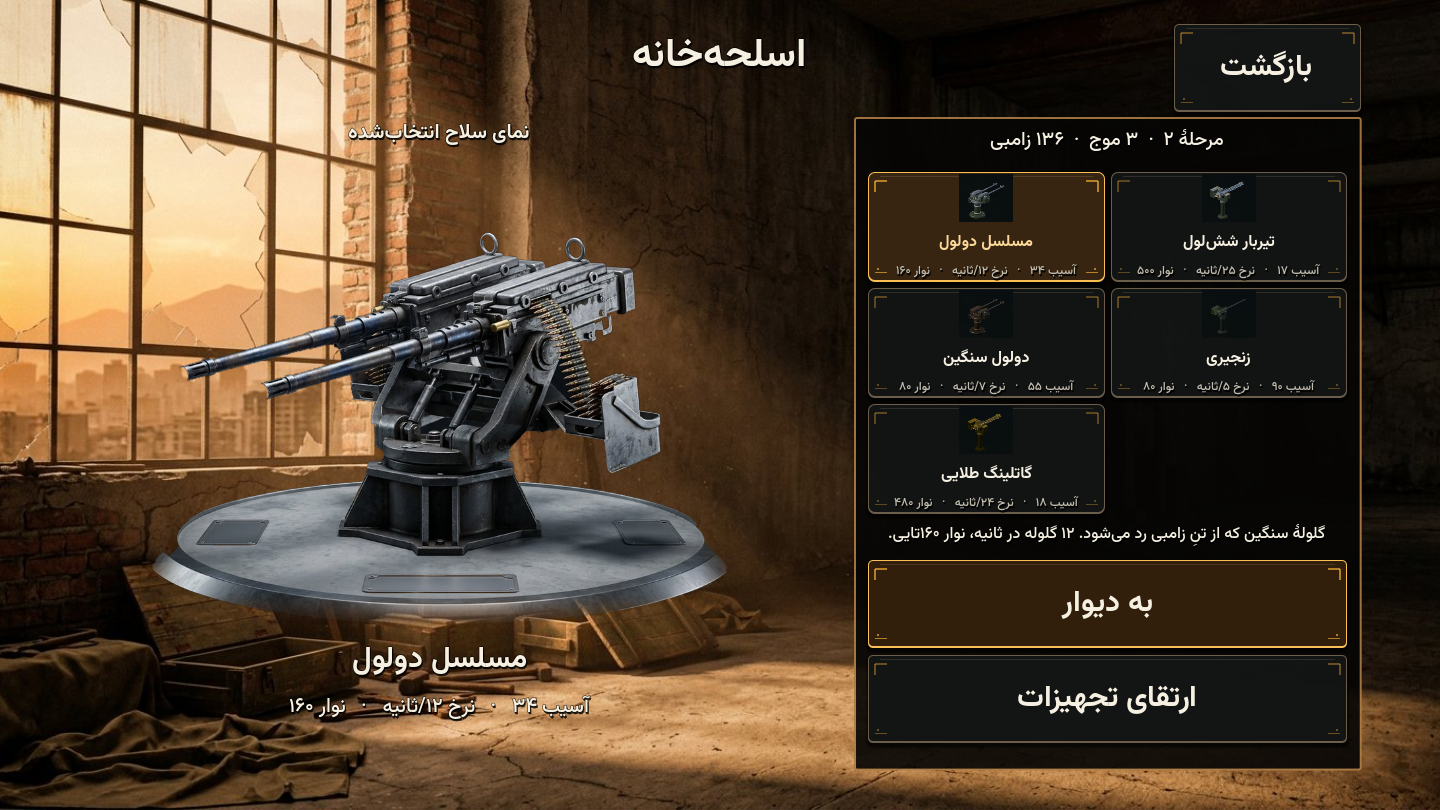 بازگشت
اسلحه‌خانه
مرحلهٔ ۲ · ۳ موج · ۱۳۶ زامبی
تیربار شش‌لول
آسیب ۱۷ · نرخ ۲۵/ثانیه · نوار ۵۰۰
مسلسل دولول
آسیب ۳۴ · نرخ ۱۲/ثانیه · نوار ۱۶۰
زنجیری
آسیب ۹۰ · نرخ ۵/ثانیه · نوار ۸۰
دولول سنگین
آسیب ۵۵ · نرخ ۷/ثانیه · نوار ۸۰
گاتلینگ طلایی
آسیب ۱۸ · نرخ ۲۴/ثانیه · نوار ۴۸۰
گلولهٔ سنگین که از تنِ زامبی رد می‌شود. ۱۲ گلوله در ثانیه، نوار ۱۶۰تایی.
به دیوار
ارتقای تجهیزات
نمای سلاح انتخاب‌شده
مسلسل دولول
آسیب ۳۴ · نرخ ۱۲/ثانیه · نوار ۱۶۰